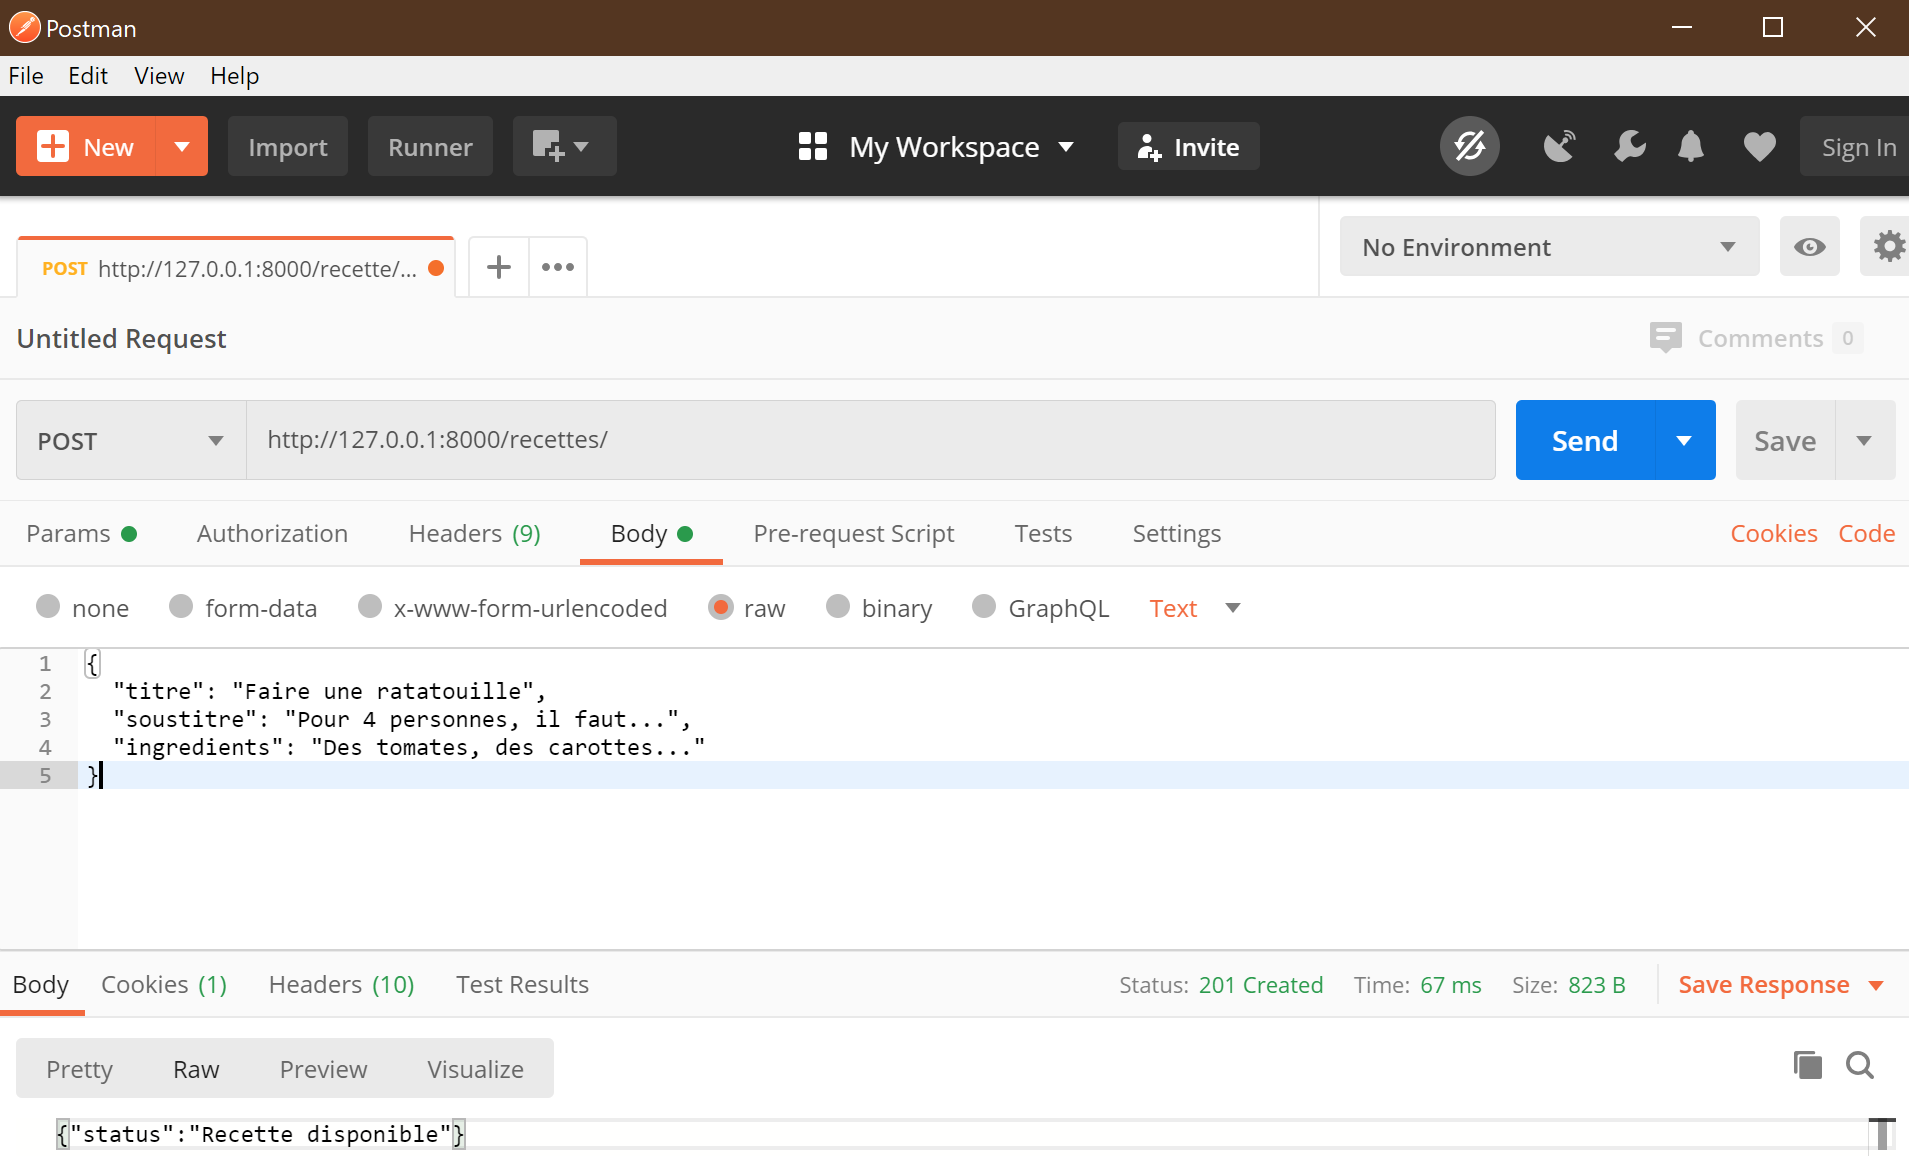 Postman
File Edit View Help
New Import Runner My Workspace Invite Sign In
POST http://127.0.0.1:8000/recette/... No Environment
Untitled Request Comments 0
POST http://127.0.0.1:8000/recettes/ Send Save
Params Authorization Headers (9) Body Pre-request Script Tests Settings Cookies Code
none form-data x-www-form-urlencoded raw binary GraphQL Text
1 {
2 "titre": "Faire une ratatouille",
3 "soustitre": "Pour 4 personnes, il faut...",
4 "ingredients": "Des tomates, des carottes..."
5 }
Body Cookies (1) Headers (10) Test Results Status: 201 Created Time: 67 ms Size: 823 B Save Response
Pretty Raw Preview Visualize
{"status":"Recette disponible"}